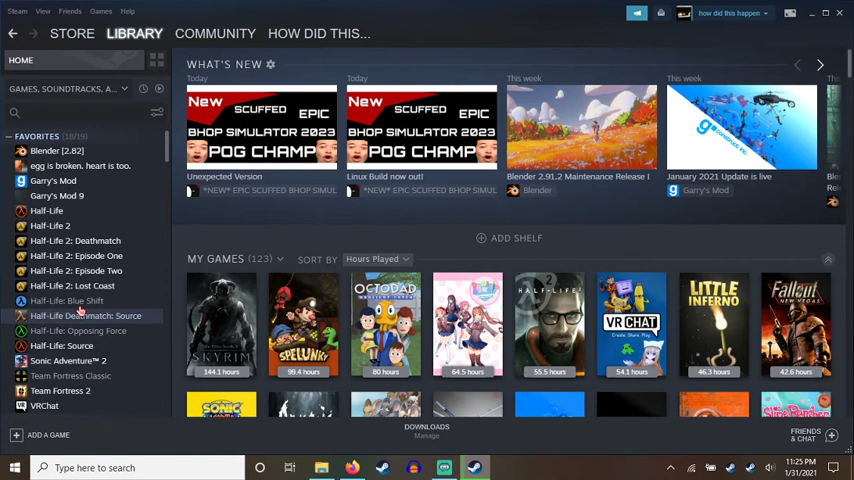 Steam View Friends Games Help
how did this happen
STORE LIBRARY COMMUNITY HOW DID THIS...
HOME
GAMES, SOUNDTRACKS, A...
FAVORITES (18/19)
Blender [2.82]
egg is broken. heart is too.
Garry's Mod
Garry's Mod 9
Half-Life
Half-Life 2
Half-Life 2: Deathmatch
Half-Life 2: Episode One
Half-Life 2: Episode Two
Half-Life 2: Lost Coast
Half-Life: Blue Shift
Half-Life Deathmatch: Source
Half-Life: Opposing Force
Half-Life: Source
Sonic Adventure™ 2
Team Fortress Classic
Team Fortress 2
VRChat
WHAT'S NEW
Today
Today
This week
This week
New SCUFFED EPIC
BHOP SIMULATOR 2023
POG CHAMP
New SCUFFED EPIC
BHOP SIMULATOR 2023
POG CHAMP
gconstruct inc.
Unexpected Version
Linux Build now out!
Blender 2.91.2 Maintenance Release I
January 2021 Update is live
*NEW* EPIC SCUFFED BHOP SIMUL
*NEW* EPIC SCUFFED BHOP SIMUL
Blender
Garry's Mod
ADD SHELF
MY GAMES (123)
SORT BY Hours Played
SKYRIM
SPELUNKY
OCTODAD
HALF-LIFE
2
VRCHAT
Create. Share. Play.
LITTLE INFERNO
Fallout
NEW VEGAS
144.1 hours
99.4 hours
80 hours
64.5 hours
55.5 hours
54.1 hours
46.3 hours
42.6 hours
SONIC
ADD A GAME
DOWNLOADS
Manage
FRIENDS
& CHAT
Type here to search
11:25 PM
1/31/2021